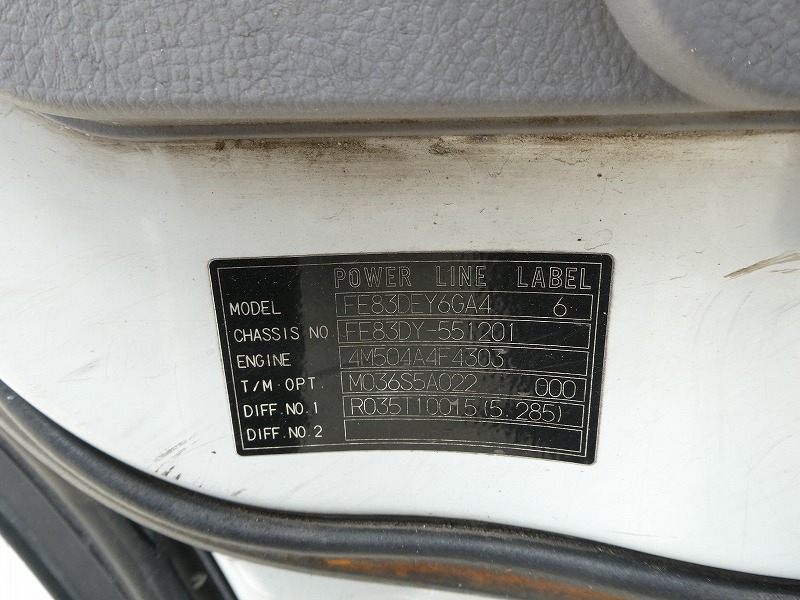 POWER LINE LABEL
MODEL FE83DEY6GA4 6
CHASSIS NO. FE83DY-551201
ENGINE 4M504A4F4303
T/M·OPT. M036S5A022 000
DIFF.NO.1 R035T10015(5.285)
DIFF.NO.2